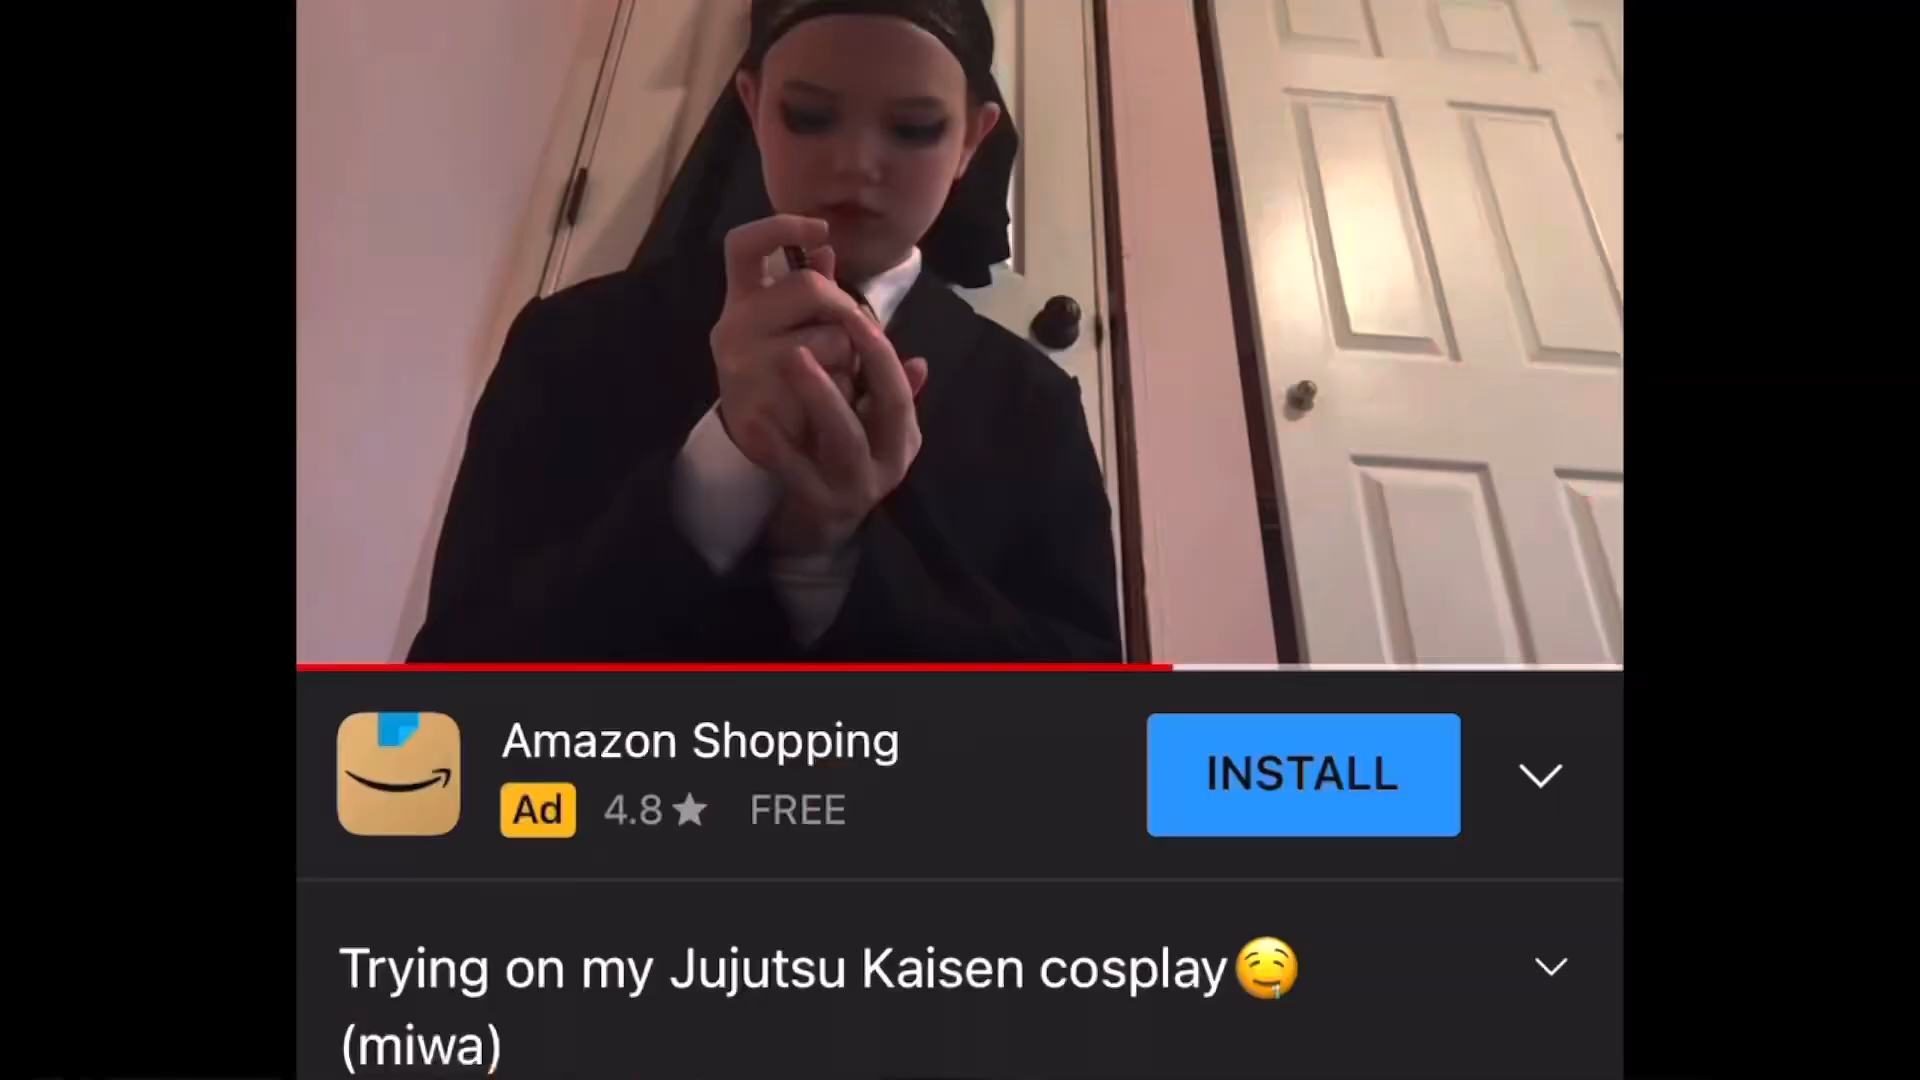 Amazon Shopping
Ad 4.8★ FREE
INSTALL
Trying on my Jujutsu Kaisen cosplay🤤
(miwa)